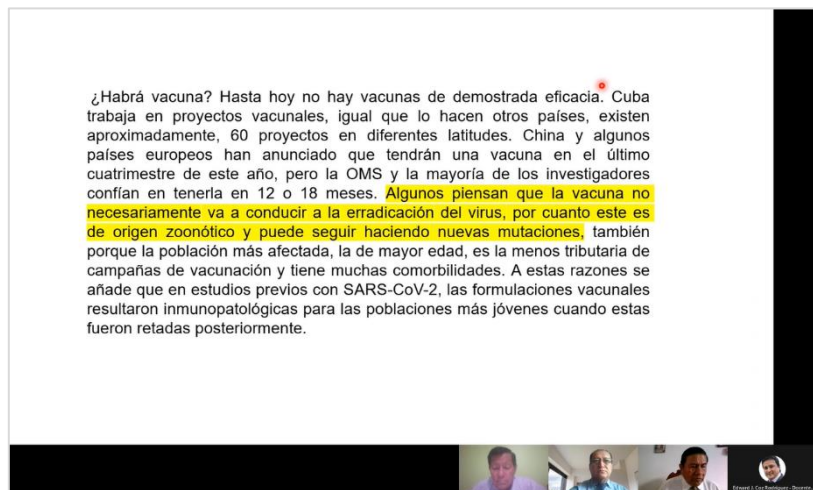 ¿Habrá vacuna? Hasta hoy no hay vacunas de demostrada eficacia. Cuba
trabaja en proyectos vacunales, igual que lo hacen otros países, existen
aproximadamente, 60 proyectos en diferentes latitudes. China y algunos
países europeos han anunciado que tendrán una vacuna en el último
cuatrimestre de este año, pero la OMS y la mayoría de los investigadores
confían en tenerla en 12 o 18 meses. Algunos piensan que la vacuna no
necesariamente va a conducir a la erradicación del virus, por cuanto este es
de origen zoonótico y puede seguir haciendo nuevas mutaciones, también
porque la población más afectada, la de mayor edad, es la menos tributaria de
campañas de vacunación y tiene muchas comorbilidades. A estas razones se
añade que en estudios previos con SARS-CoV-2, las formulaciones vacunales
resultaron inmunopatológicas para las poblaciones más jóvenes cuando estas
fueron retadas posteriormente.
Edward J.